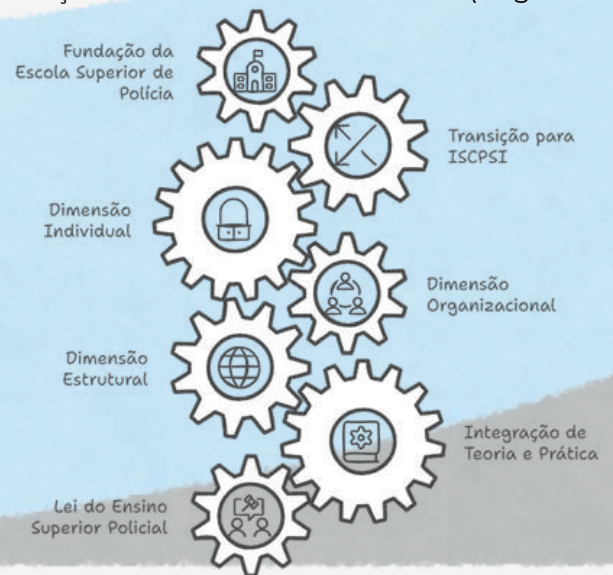 Fundação da
Escola Superior de
Polícia
Transição para
ISCPSI
Dimensão
Individual
Dimensão
Organizacional
Dimensão
Estrutural
Integração de
Teoria e Prática
Lei do Ensino
Superior Policial